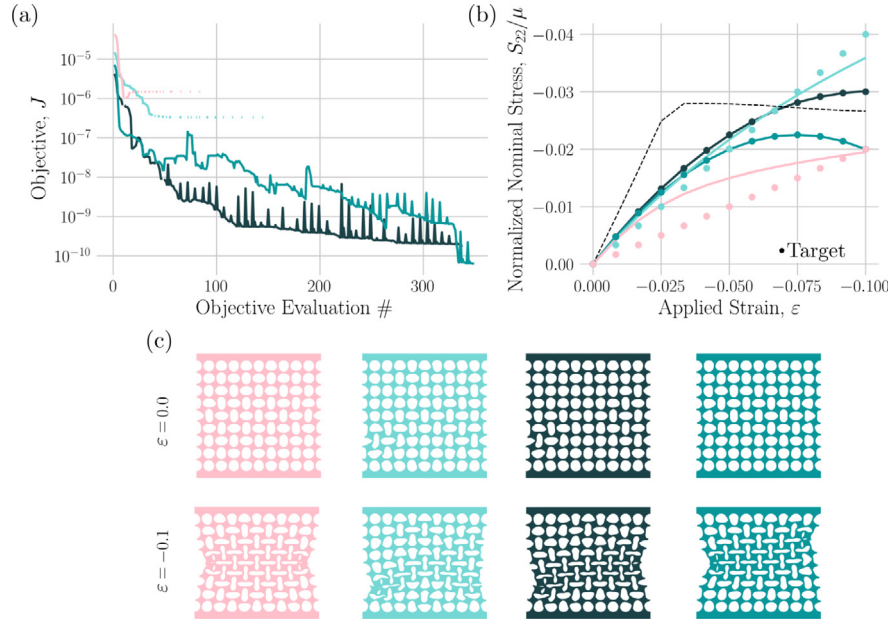 (a)
(b)
Objective, J
10⁻⁵
10⁻⁶
10⁻⁷
10⁻⁸
10⁻⁹
10⁻¹⁰
0
100
200
300
Objective Evaluation #
Normalized Nominal Stress, S₂₂/μ
−0.04
−0.03
−0.02
−0.01
0.00
Target
0.000
−0.025
−0.050
−0.075
−0.100
Applied Strain, ε
(c)
ε = 0.0
ε = −0.1